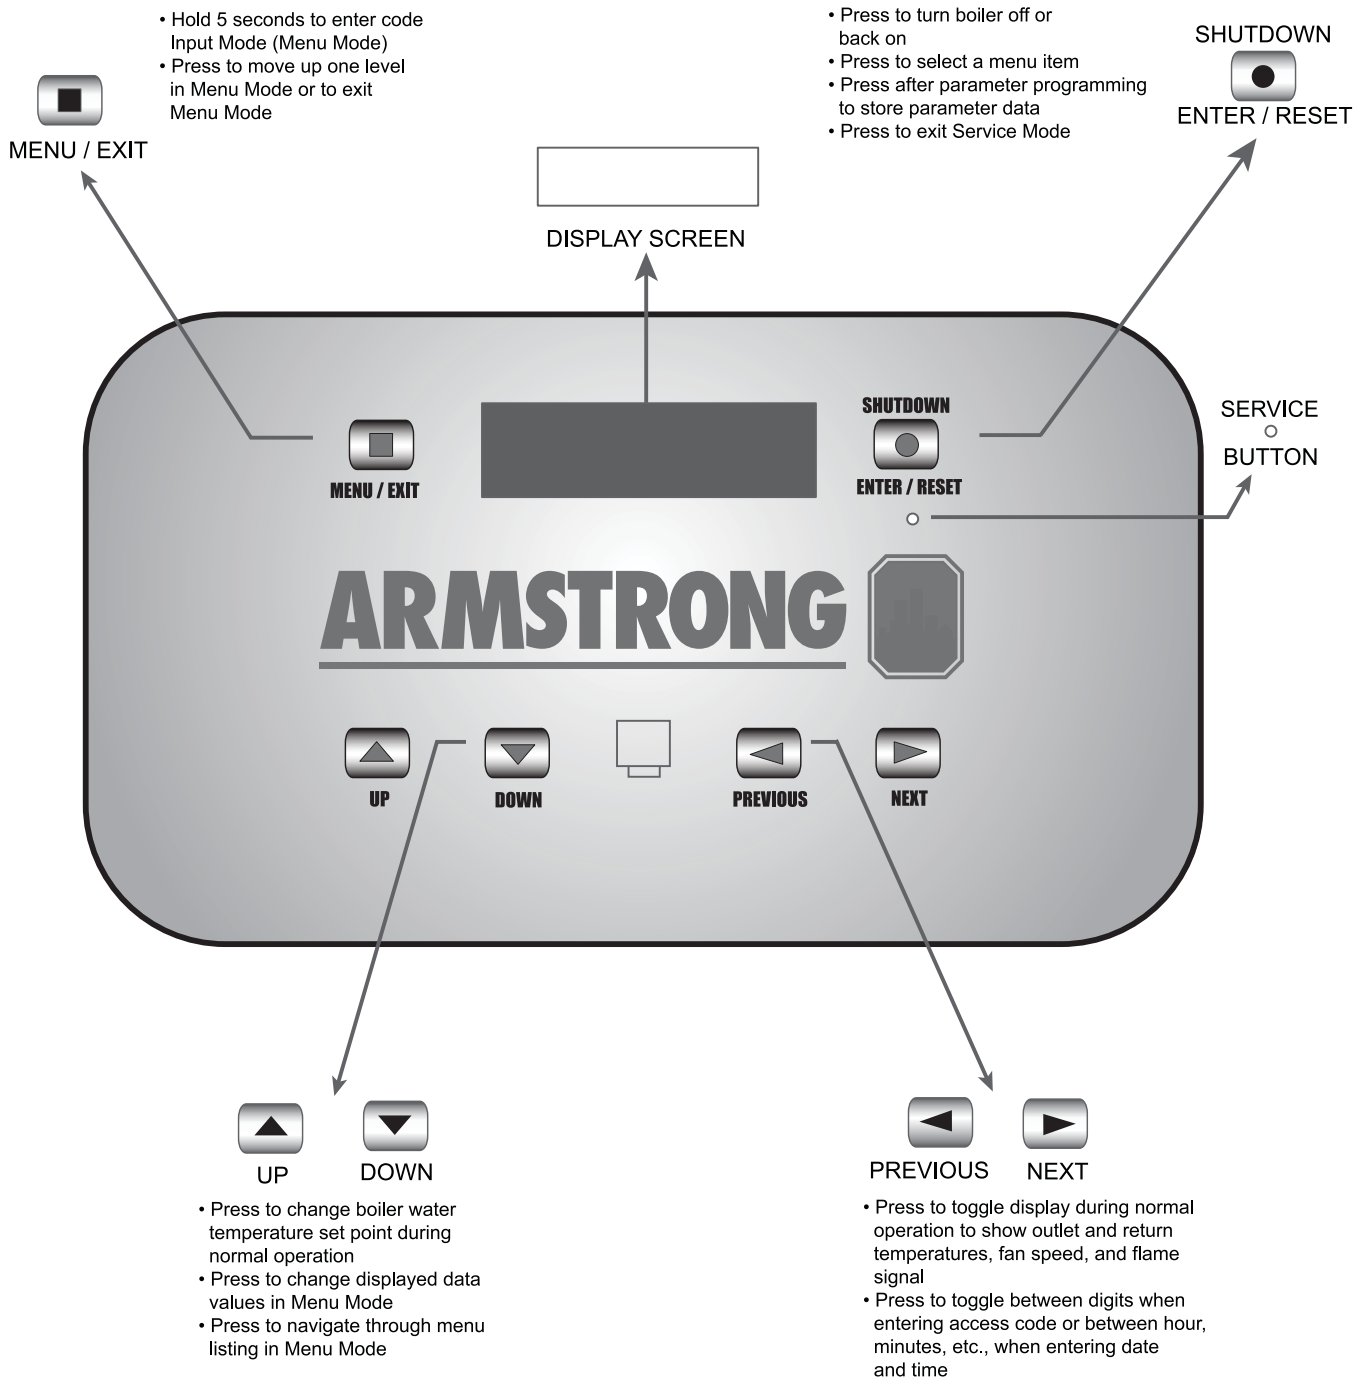 • Hold 5 seconds to enter code
Input Mode (Menu Mode)
• Press to move up one level
in Menu Mode or to exit
Menu Mode
MENU / EXIT
• Press to turn boiler off or
back on
• Press to select a menu item
• Press after parameter programming
to store parameter data
• Press to exit Service Mode
SHUTDOWN
ENTER / RESET
DISPLAY SCREEN
SERVICE
BUTTON
MENU / EXIT
SHUTDOWN
ENTER / RESET
ARMSTRONG
UP
DOWN
PREVIOUS
NEXT
UP
DOWN
• Press to change boiler water
temperature set point during
normal operation
• Press to change displayed data
values in Menu Mode
• Press to navigate through menu
listing in Menu Mode
PREVIOUS
NEXT
• Press to toggle display during normal
operation to show outlet and return
temperatures, fan speed, and flame
signal
• Press to toggle between digits when
entering access code or between hour,
minutes, etc., when entering date
and time